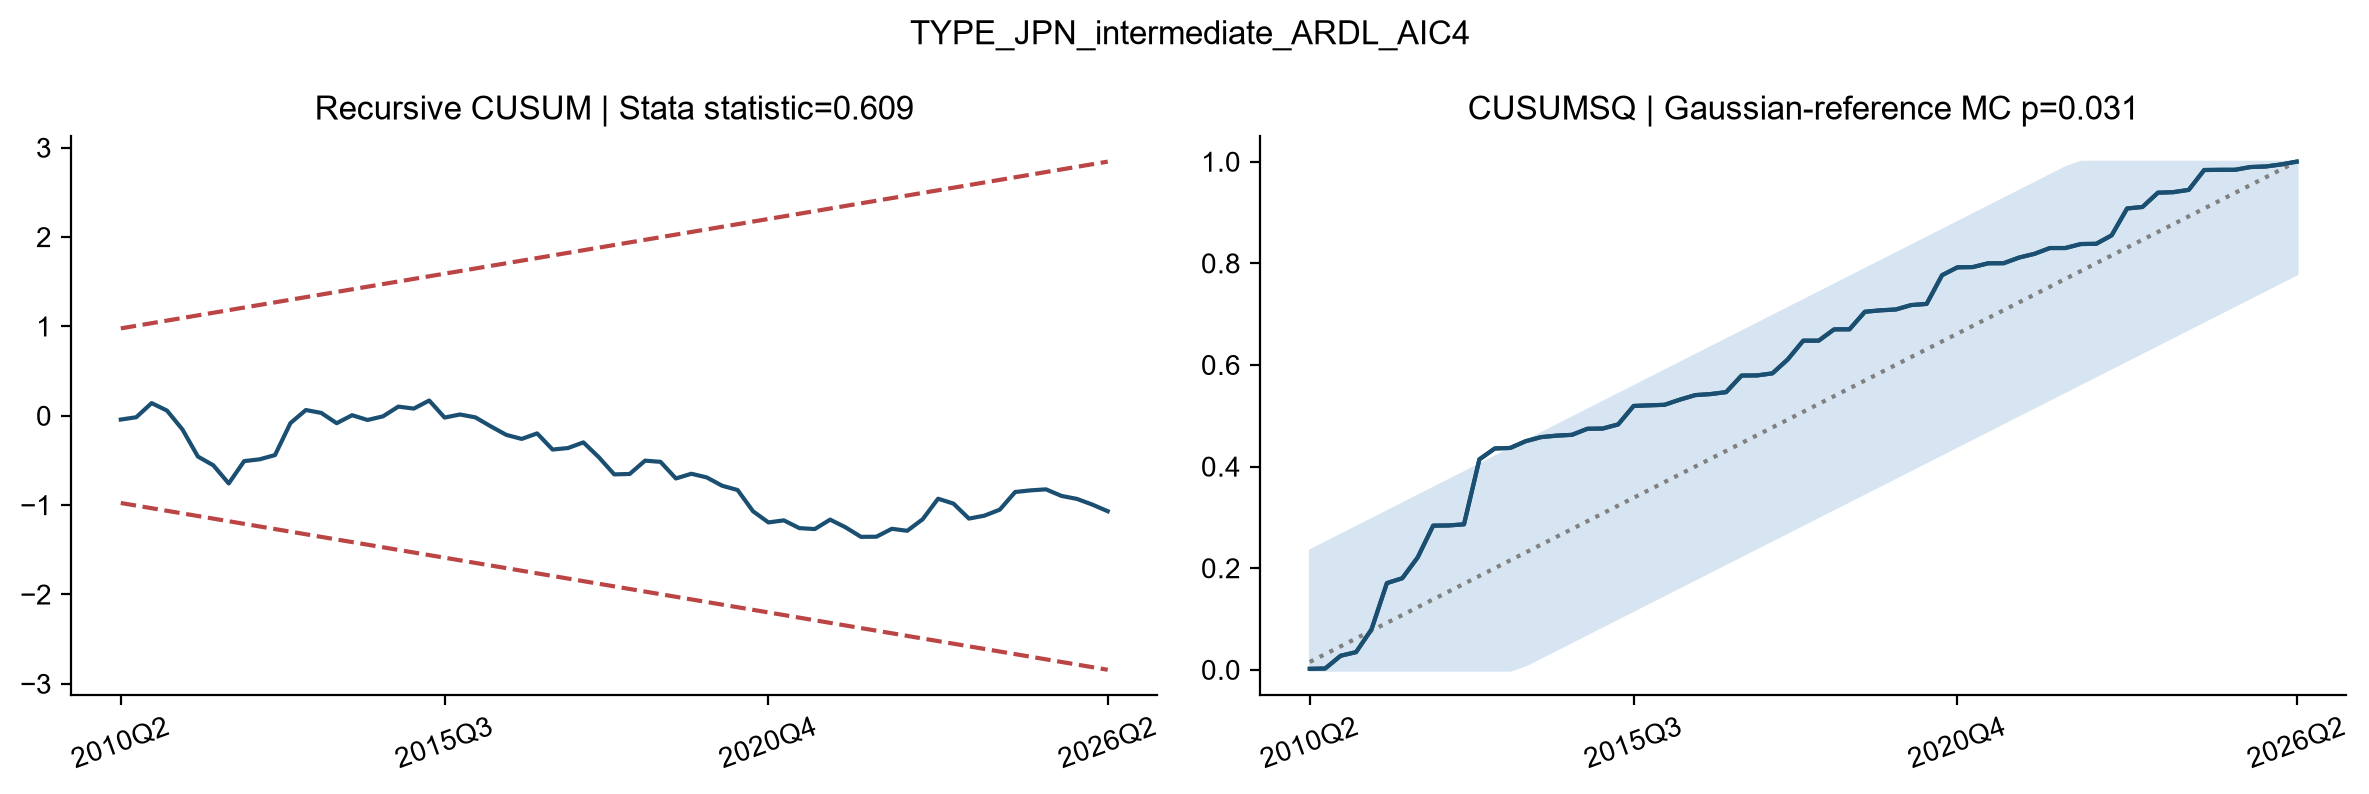 TYPE_JPN_intermediate_ARDL_AIC4
Recursive CUSUM | Stata statistic=0.609
3
2
1
0
−1
−2
−3
2010Q2
2015Q3
2020Q4
2026Q2
CUSUMSQ | Gaussian-reference MC p=0.031
1.0
0.8
0.6
0.4
0.2
0.0
2010Q2
2015Q3
2020Q4
2026Q2